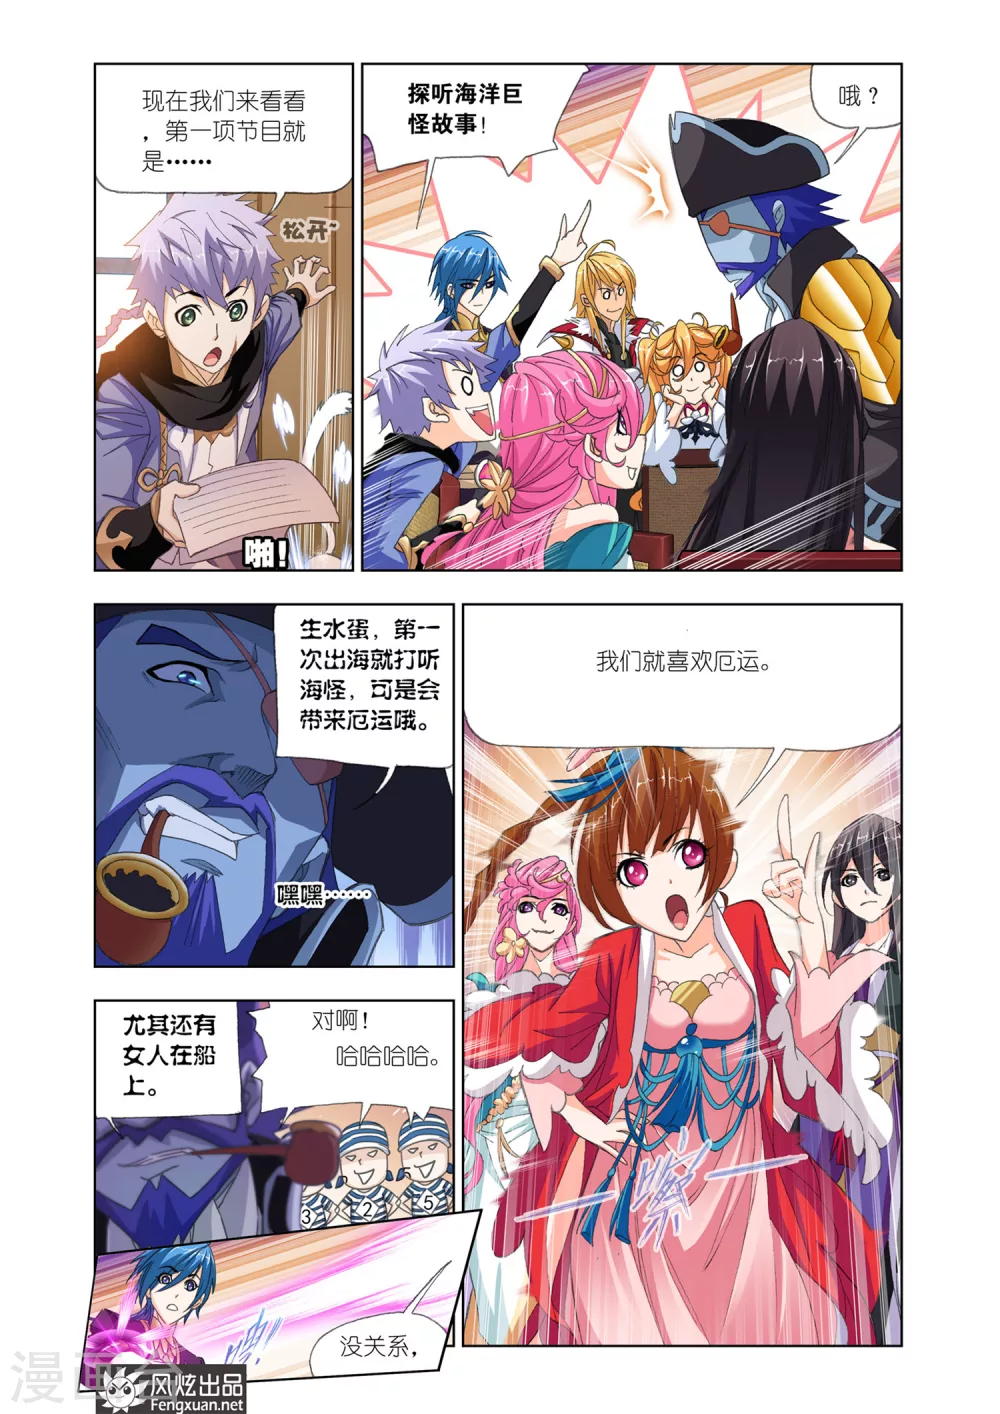 现在我们来看看
，第一项节目就
是……
松开~
啪！
探听海洋巨
怪故事！
哦？
生水蛋，第一
次出海就打听
海怪，可是会
带来厄运哦。
嘿嘿……
尤其还有
女人在船
上。
对啊！
哈哈哈哈。
3
2
5
没关系，
我们就喜欢厄运。
漫画
风炫出品
Fengxuan.net